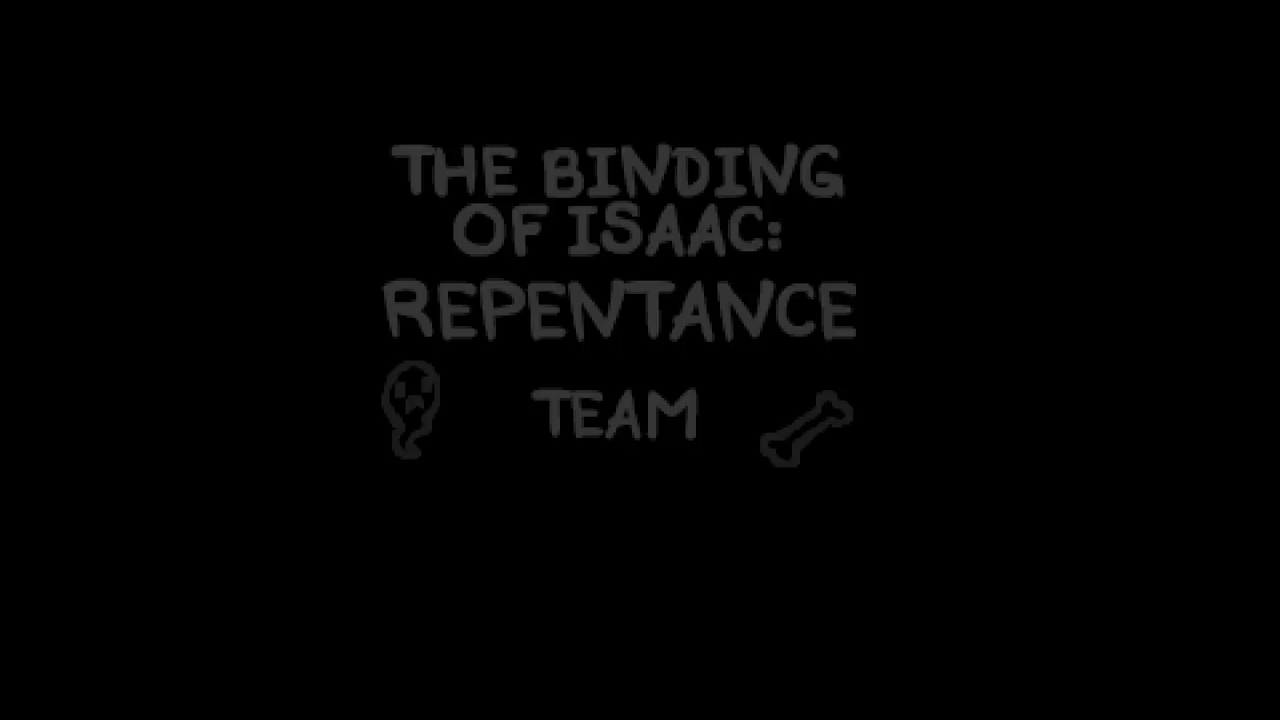 THE BINDING
OF ISAAC:
REPENTANCE
TEAM